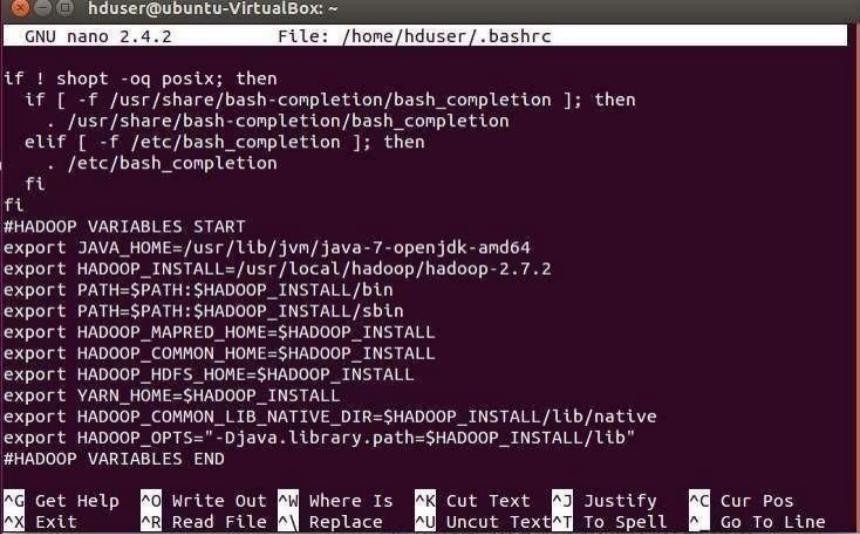 hduser@ubuntu-VirtualBox: ~
GNU nano 2.4.2 File: /home/hduser/.bashrc
if ! shopt -oq posix; then
  if [ -f /usr/share/bash-completion/bash_completion ]; then
    . /usr/share/bash-completion/bash_completion
  elif [ -f /etc/bash_completion ]; then
    . /etc/bash_completion
  fi
fi
#HADOOP VARIABLES START
export JAVA_HOME=/usr/lib/jvm/java-7-openjdk-amd64
export HADOOP_INSTALL=/usr/local/hadoop/hadoop-2.7.2
export PATH=$PATH:$HADOOP_INSTALL/bin
export PATH=$PATH:$HADOOP_INSTALL/sbin
export HADOOP_MAPRED_HOME=$HADOOP_INSTALL
export HADOOP_COMMON_HOME=$HADOOP_INSTALL
export HADOOP_HDFS_HOME=$HADOOP_INSTALL
export YARN_HOME=$HADOOP_INSTALL
export HADOOP_COMMON_LIB_NATIVE_DIR=$HADOOP_INSTALL/lib/native
export HADOOP_OPTS="-Djava.library.path=$HADOOP_INSTALL/lib"
#HADOOP VARIABLES END
^G Get Help ^O Write Out ^W Where Is ^K Cut Text ^J Justify ^C Cur Pos
^X Exit ^R Read File ^\ Replace ^U Uncut Text ^T To Spell ^_ Go To Line